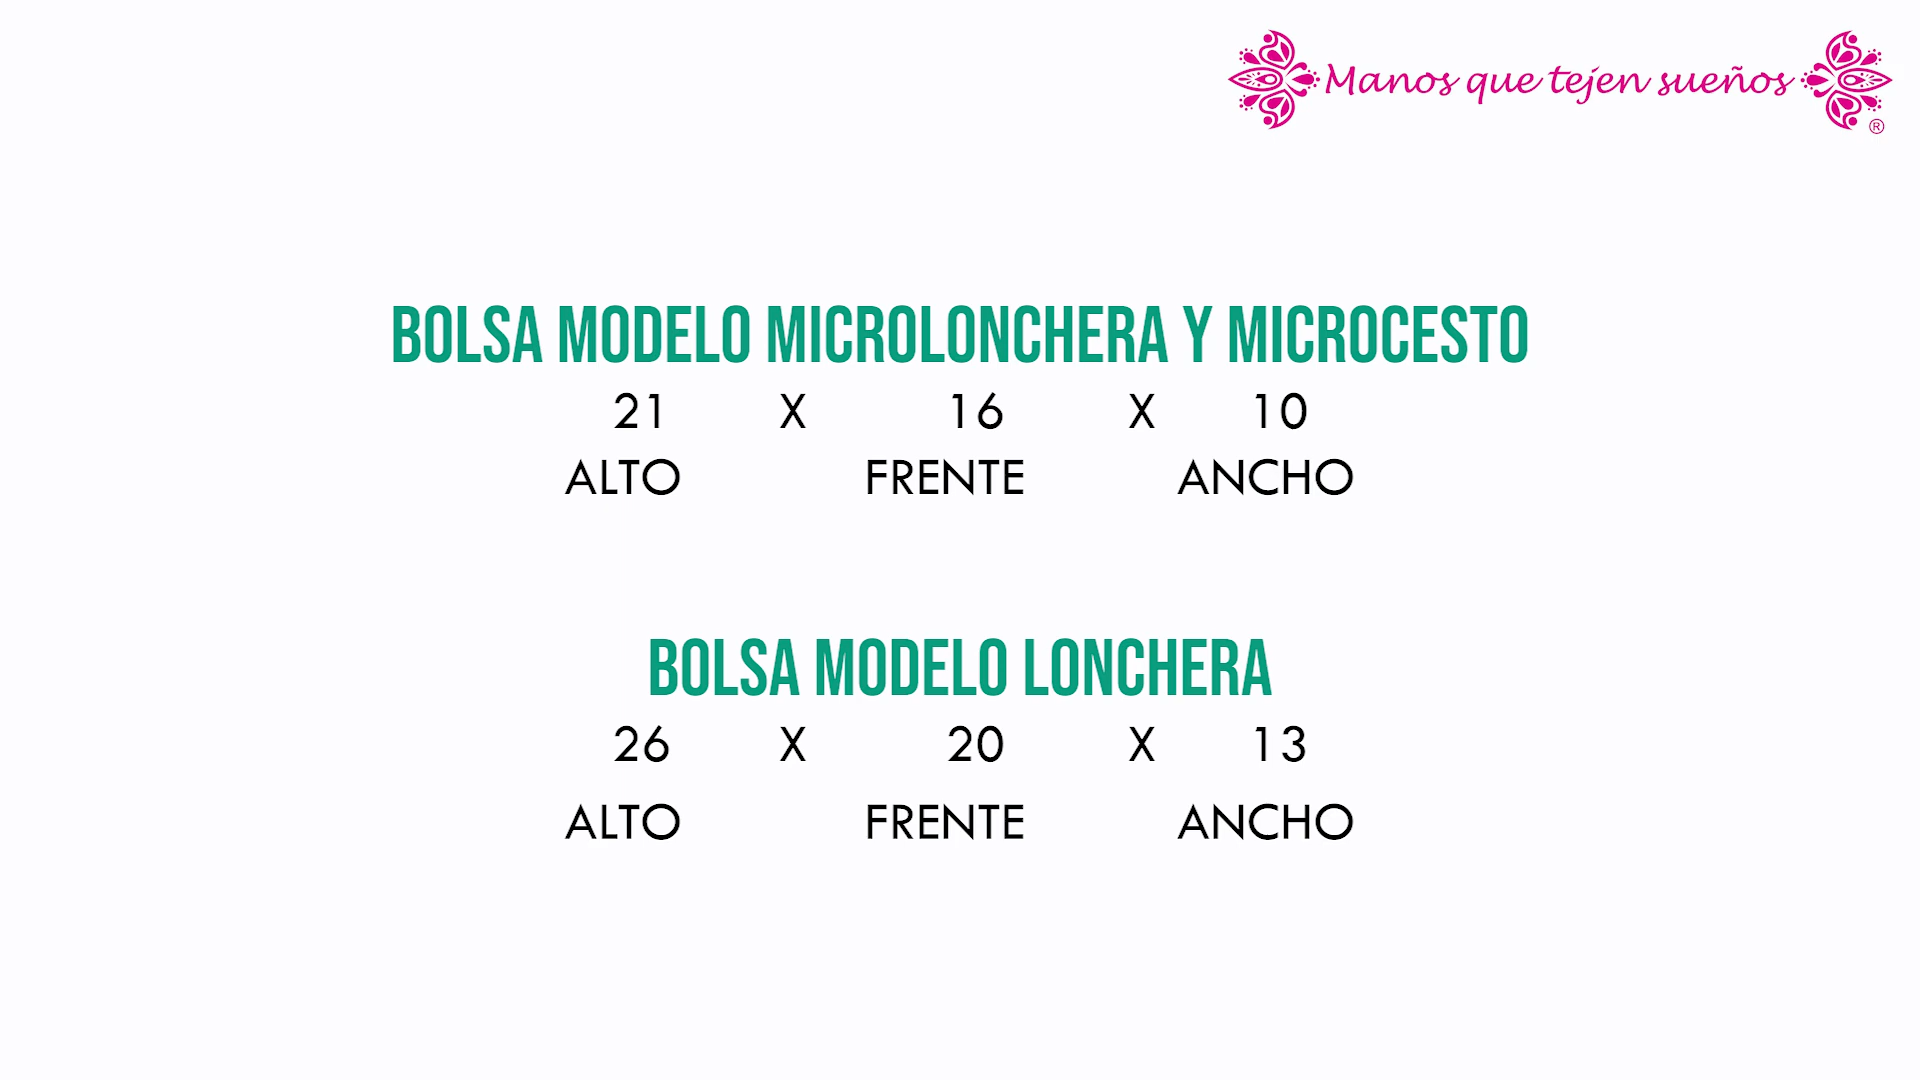 Manos que tejen sueños
®
BOLSA MODELO MICROLONCHERA Y MICROCESTO
21 X 16 X 10
ALTO FRENTE ANCHO
BOLSA MODELO LONCHERA
26 X 20 X 13
ALTO FRENTE ANCHO